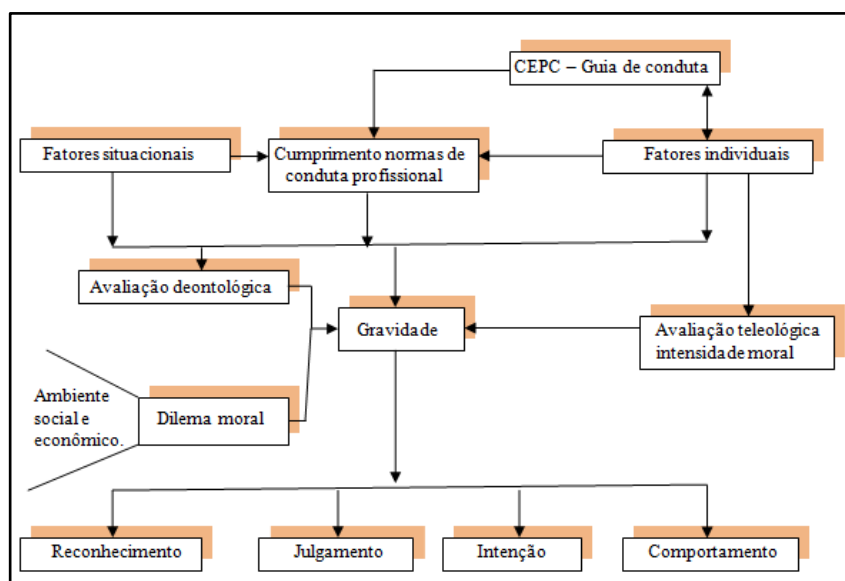 CEPC – Guia de conduta
Fatores situacionais
Cumprimento normas de
conduta profissional
Fatores individuais
Avaliação deontológica
Gravidade
Avaliação teleológica
intensidade moral
Ambiente
social e
econômico.
Dilema moral
Reconhecimento
Julgamento
Intenção
Comportamento